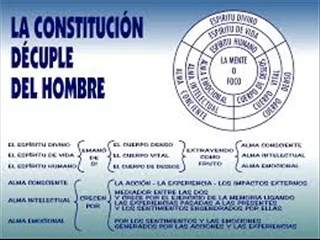 LA CONSTITUCIÓN
DÉCUPLE
DEL HOMBRE
ESPÍRITU DIVINO
ESPÍRITU DE VIDA
ESPÍRITU HUMANO
LA MENTE
O
FOCO
ALMA EMOCIONAL
ALMA INTELECTUAL
ALMA CONCIENTE
CUERPO DE DESEOS
CUERPO VITAL
CUERPO DENSO
EL ESPÍRITU DIVINO
EL ESPÍRITU DE VIDA
EL ESPÍRITU HUMANO
EMANÓ
DE
SÍ
EL CUERPO DENSO
EL CUERPO VITAL
EL CUERPO DE DESEOS
EXTRAYENDO
COMO
FRUTO
ALMA CONSCIENTE
ALMA INTELECTUAL
ALMA EMOCIONAL
ALMA CONSCIENTE
ALMA INTELECTUAL
ALMA EMOCIONAL
CRECEN
POR
LA ACCIÓN - LA EXPERIENCIA - LOS IMPACTOS EXTERNOS
MEDIADOR ENTRE LAS DOS
Y CRECE POR EL EJERCICIO DE LA MEMORIA LIGANDO
LAS EXPERIENCIAS PASADAS A LAS PRESENTES
Y LOS SENTIMIENTOS ENGENDRADOS POR ELLAS
POR LOS SENTIMIENTOS Y LAS EMOCIONES
GENERADOS POR LAS ACCIONES Y LAS EXPERIENCIAS